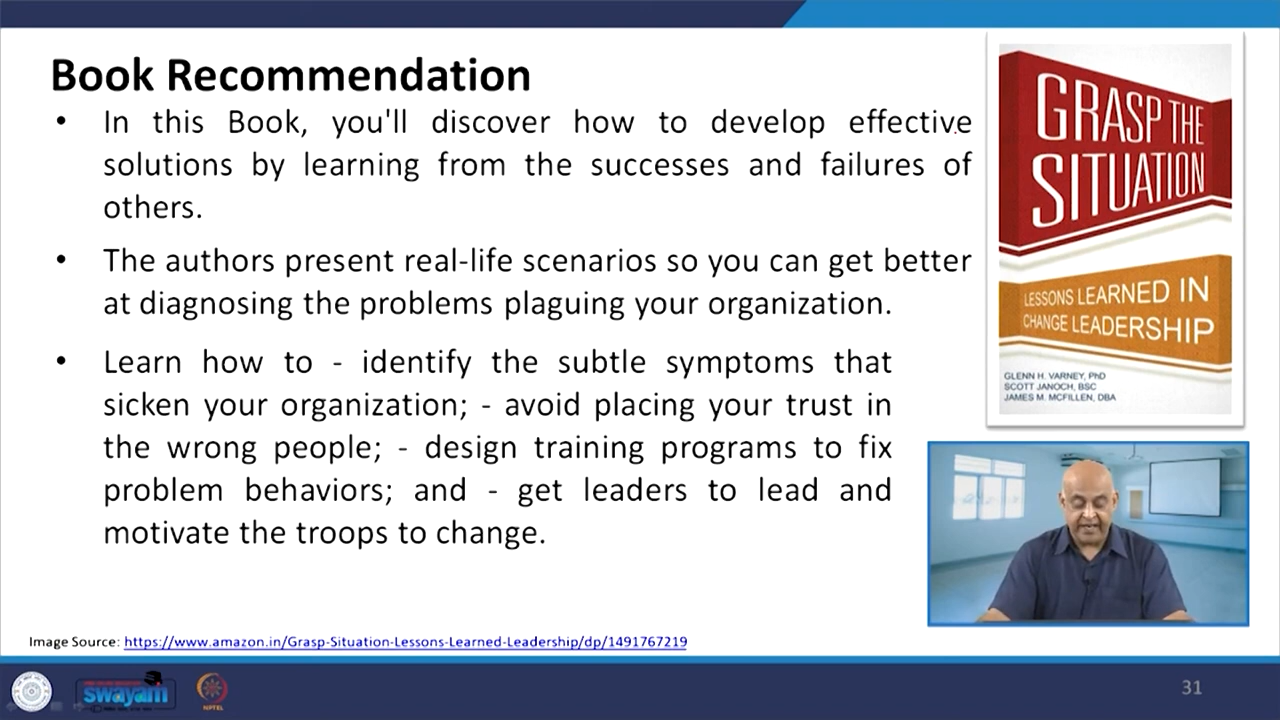 Book Recommendation
• In this Book, you'll discover how to develop effective
solutions by learning from the successes and failures of
others.
• The authors present real-life scenarios so you can get better
at diagnosing the problems plaguing your organization.
• Learn how to - identify the subtle symptoms that
sicken your organization; - avoid placing your trust in
the wrong people; - design training programs to fix
problem behaviors; and - get leaders to lead and
motivate the troops to change.
GRASP THE
SITUATION
LESSONS LEARNED IN
CHANGE LEADERSHIP
GLENN H. VARNEY, PhD
SCOTT JANOCH, BSC
JAMES M. MCFILLEN, DBA
Image Source: https://www.amazon.in/Grasp-Situation-Lessons-Learned-Leadership/dp/1491767219
swayam
NPTEL
31